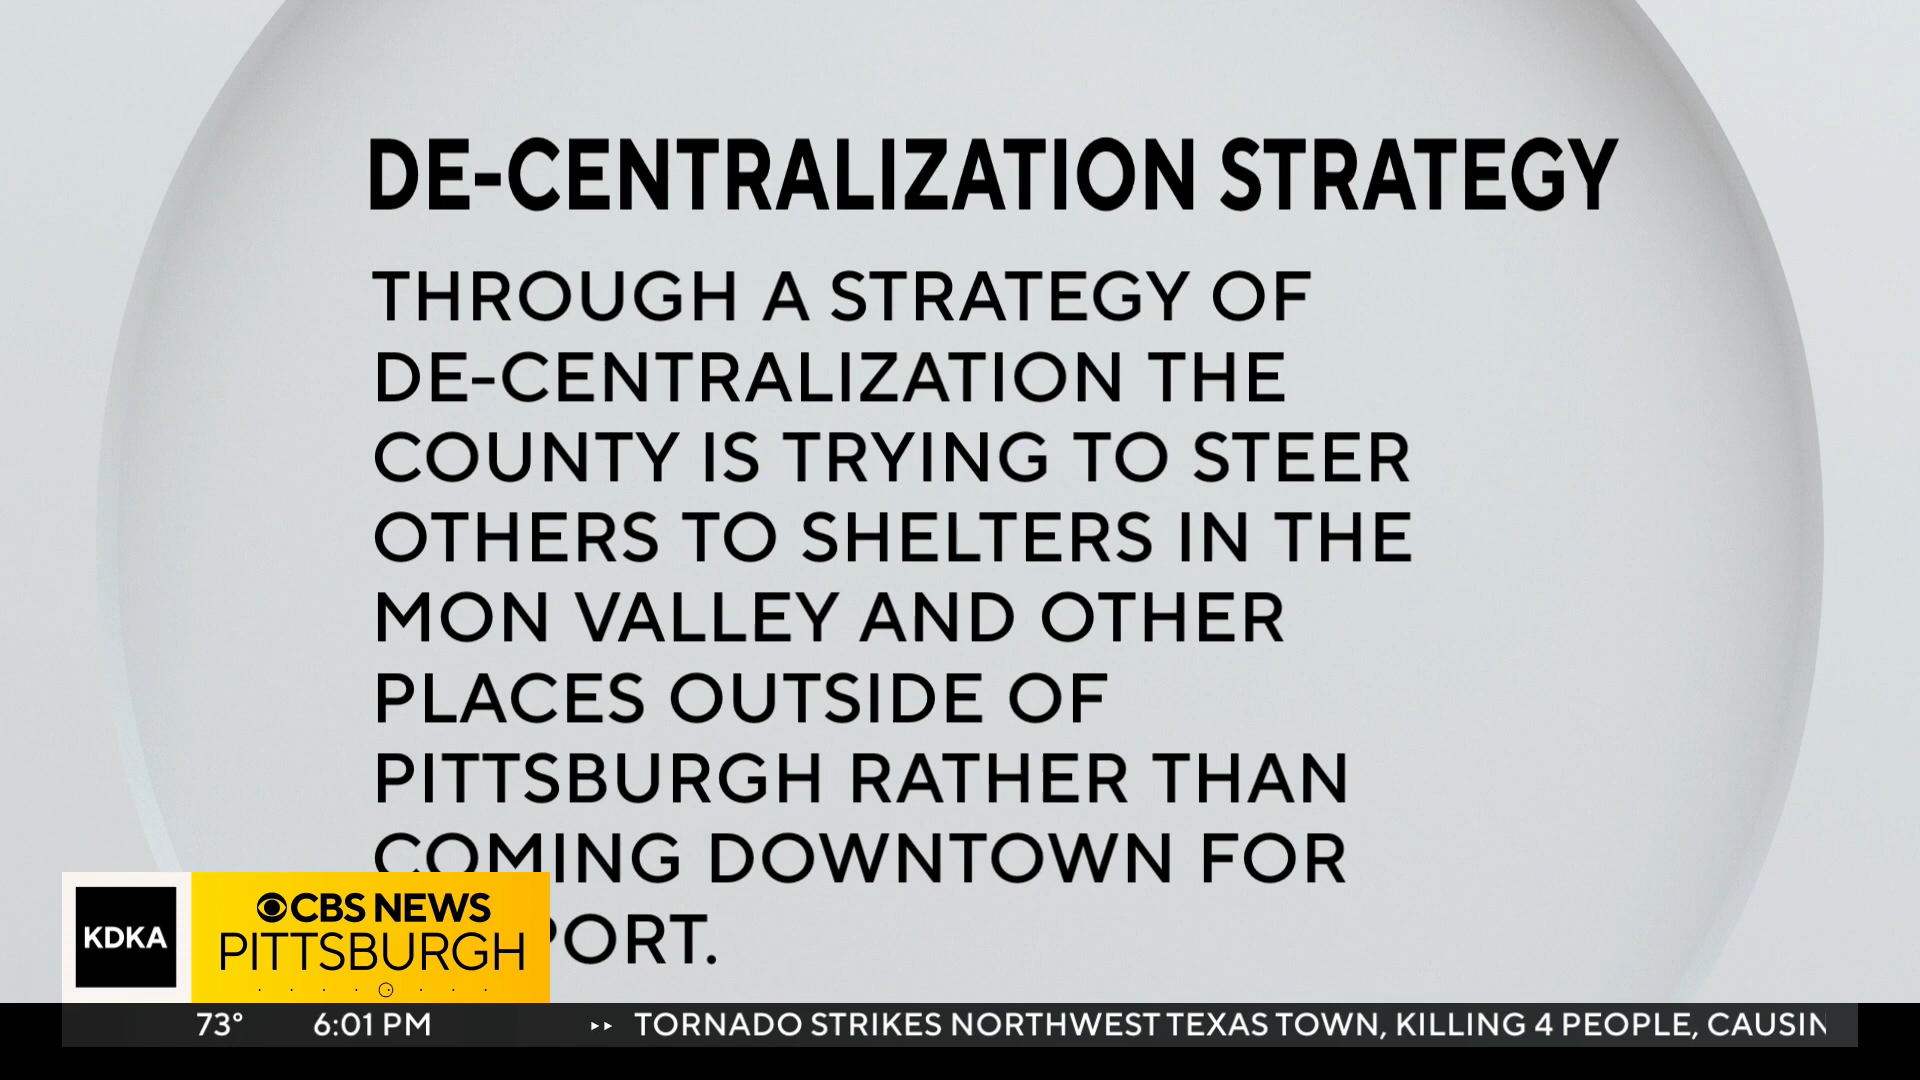 DE-CENTRALIZATION STRATEGY
THROUGH A STRATEGY OF
DE-CENTRALIZATION THE
COUNTY IS TRYING TO STEER
OTHERS TO SHELTERS IN THE
MON VALLEY AND OTHER
PLACES OUTSIDE OF
PITTSBURGH RATHER THAN
COMING DOWNTOWN FOR
PORT.
KDKA
CBS NEWS
PITTSBURGH
73° 6:01 PM TORNADO STRIKES NORTHWEST TEXAS TOWN, KILLING 4 PEOPLE, CAUSIN